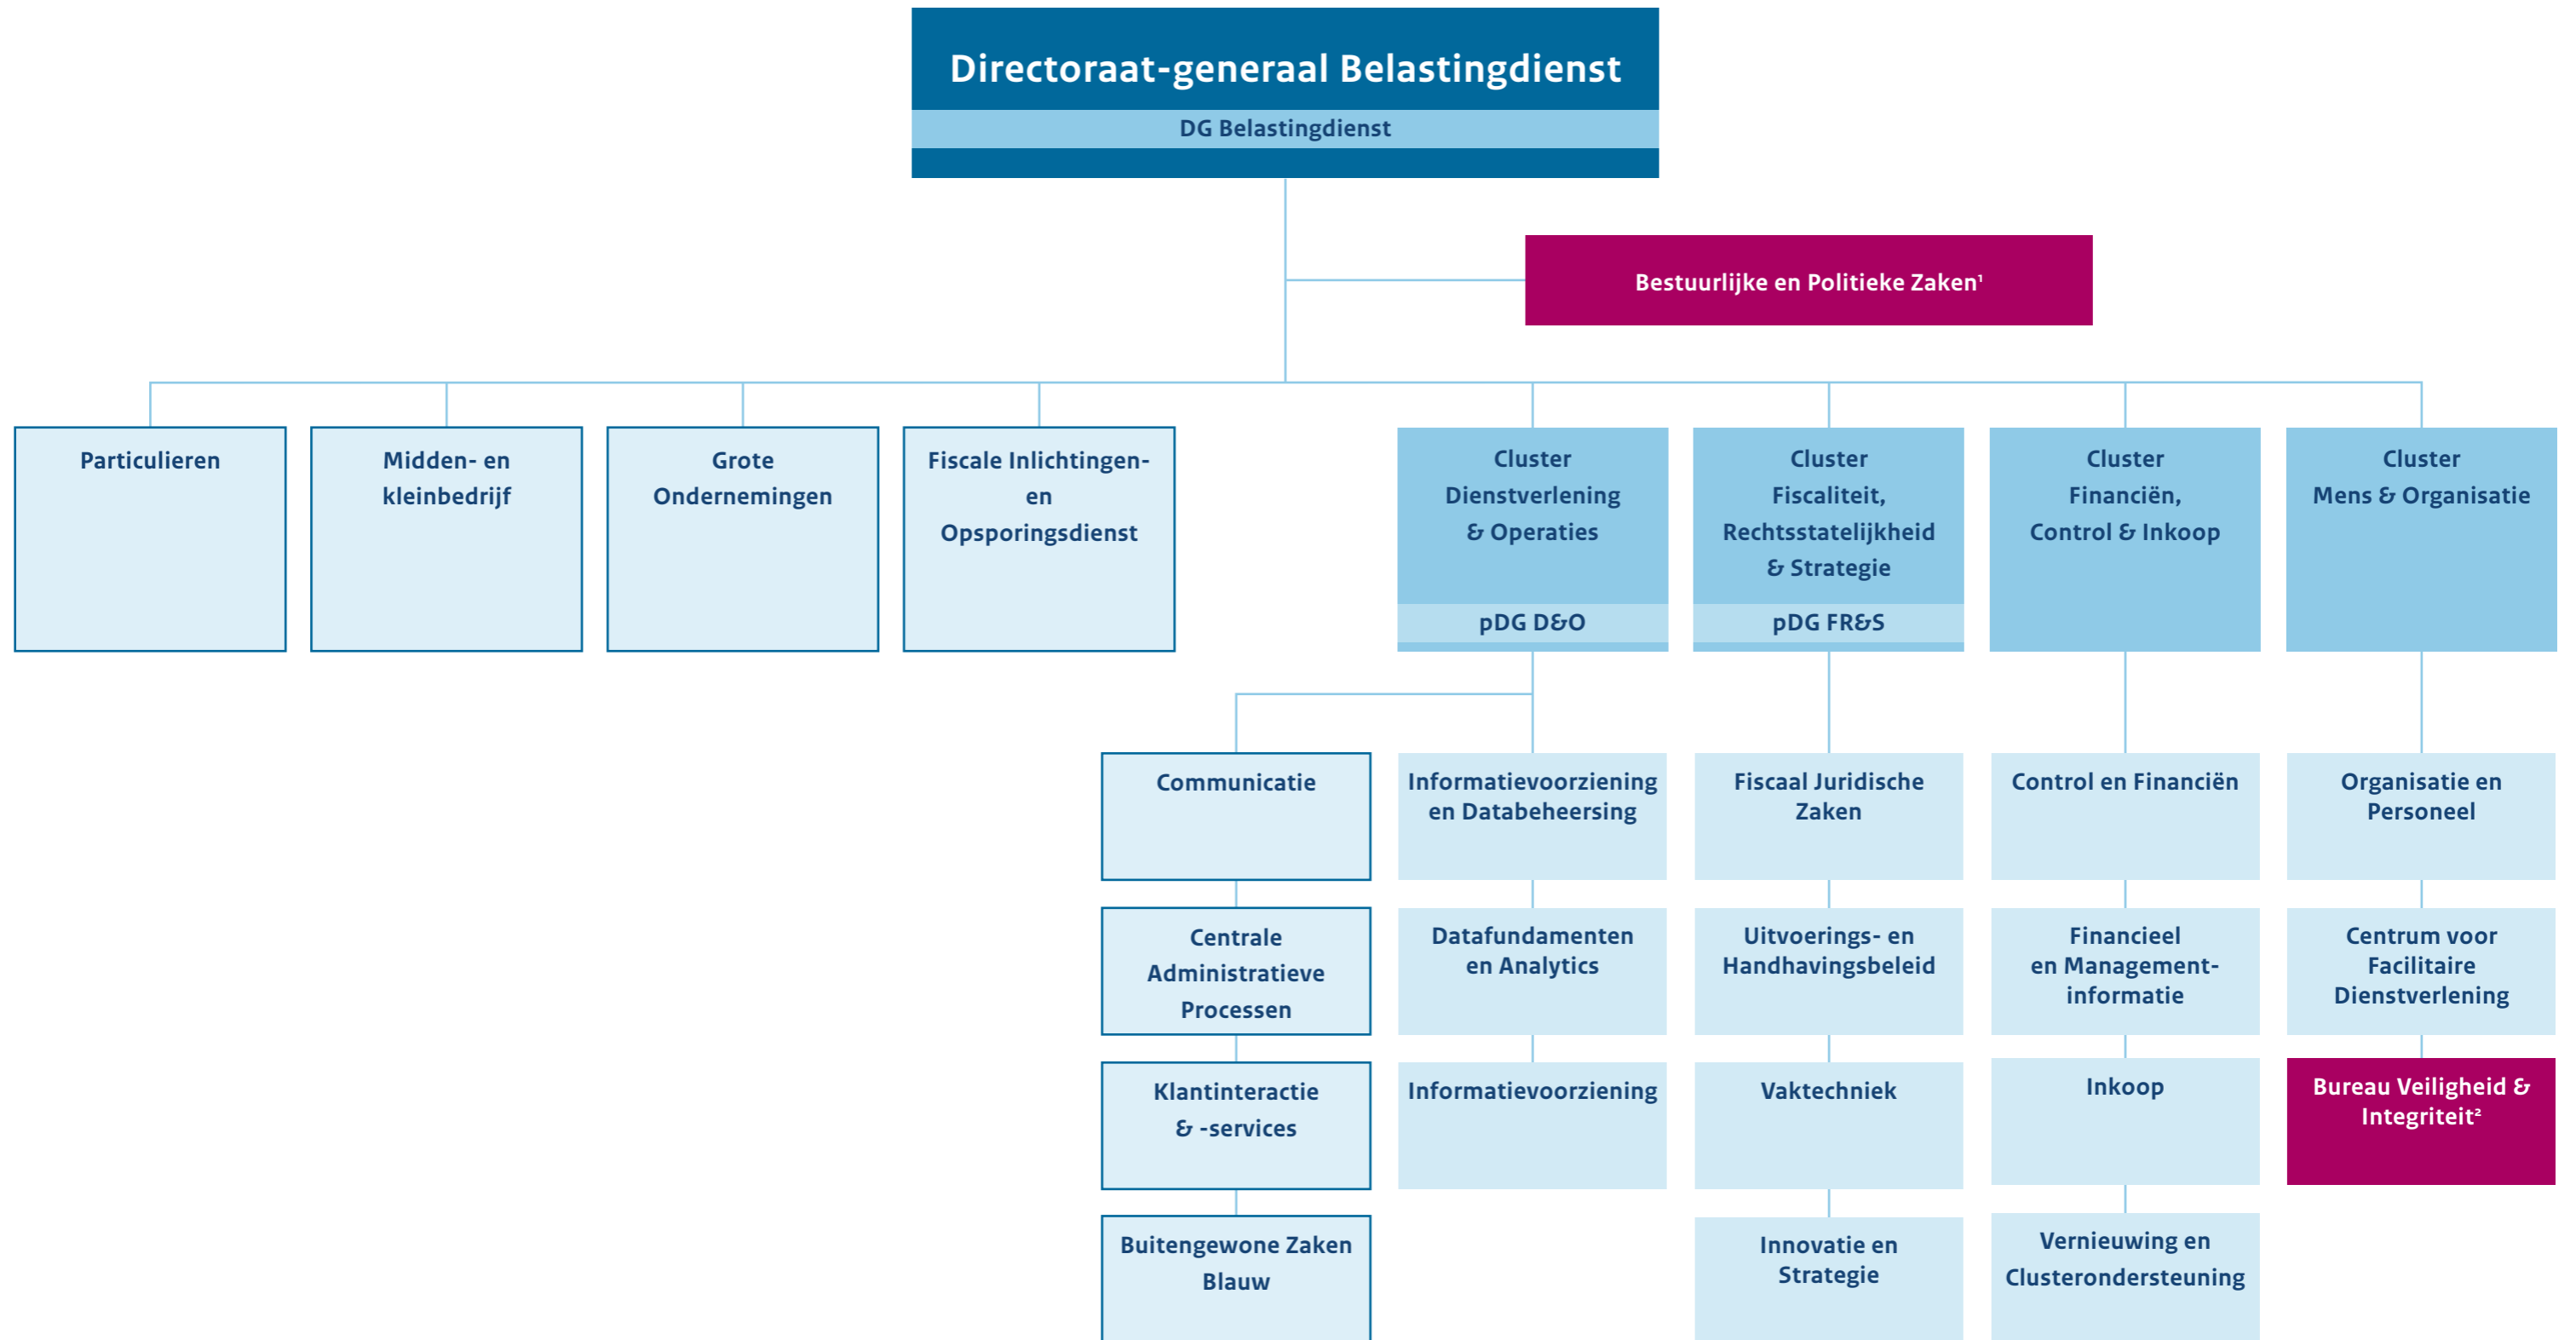 Directoraat-generaal Belastingdienst
DG Belastingdienst
Bestuurlijke en Politieke Zaken¹
Particulieren
Midden- en
kleinbedrijf
Grote
Ondernemingen
Fiscale Inlichtingen-
en
Opsporingsdienst
Cluster
Dienstverlening
& Operaties
pDG D&O
Cluster
Fiscaliteit,
Rechtsstatelijkheid
& Strategie
pDG FR&S
Cluster
Financiën,
Control & Inkoop
Cluster
Mens & Organisatie
Communicatie
Centrale
Administratieve
Processen
Klantinteractie
& -services
Buitengewone Zaken
Blauw
Informatievoorziening
en Databeheersing
Datafundamenten
en Analytics
Informatievoorziening
Fiscaal Juridische
Zaken
Uitvoerings- en
Handhavingsbeleid
Vaktechniek
Innovatie en
Strategie
Control en Financiën
Financieel
en Management-
informatie
Inkoop
Vernieuwing en
Clusterondersteuning
Organisatie en
Personeel
Centrum voor
Facilitaire
Dienstverlening
Bureau Veiligheid &
Integriteit²